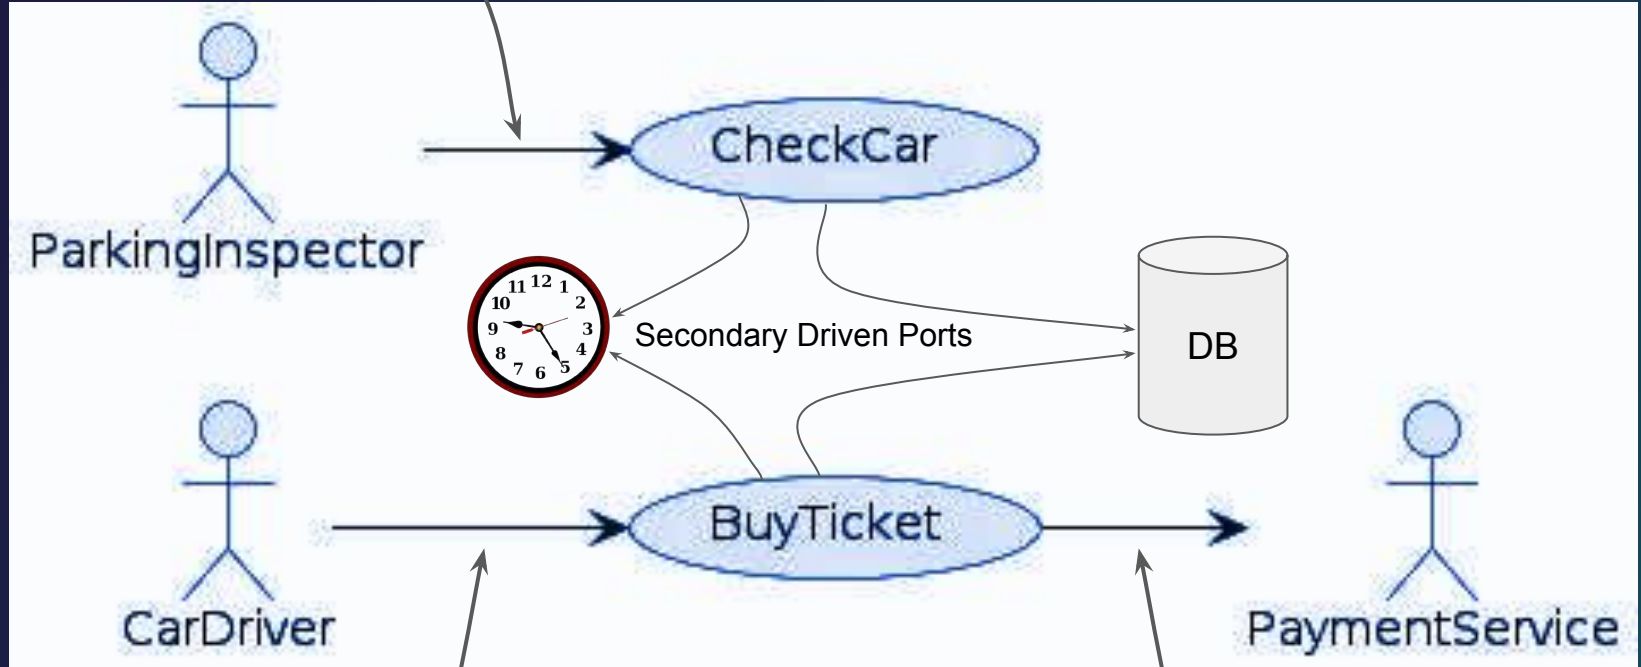 CheckCar
ParkingInspector
12
11
1
10
2
9
3
8
4
7
5
6
Secondary Driven Ports
DB
BuyTicket
CarDriver
PaymentService